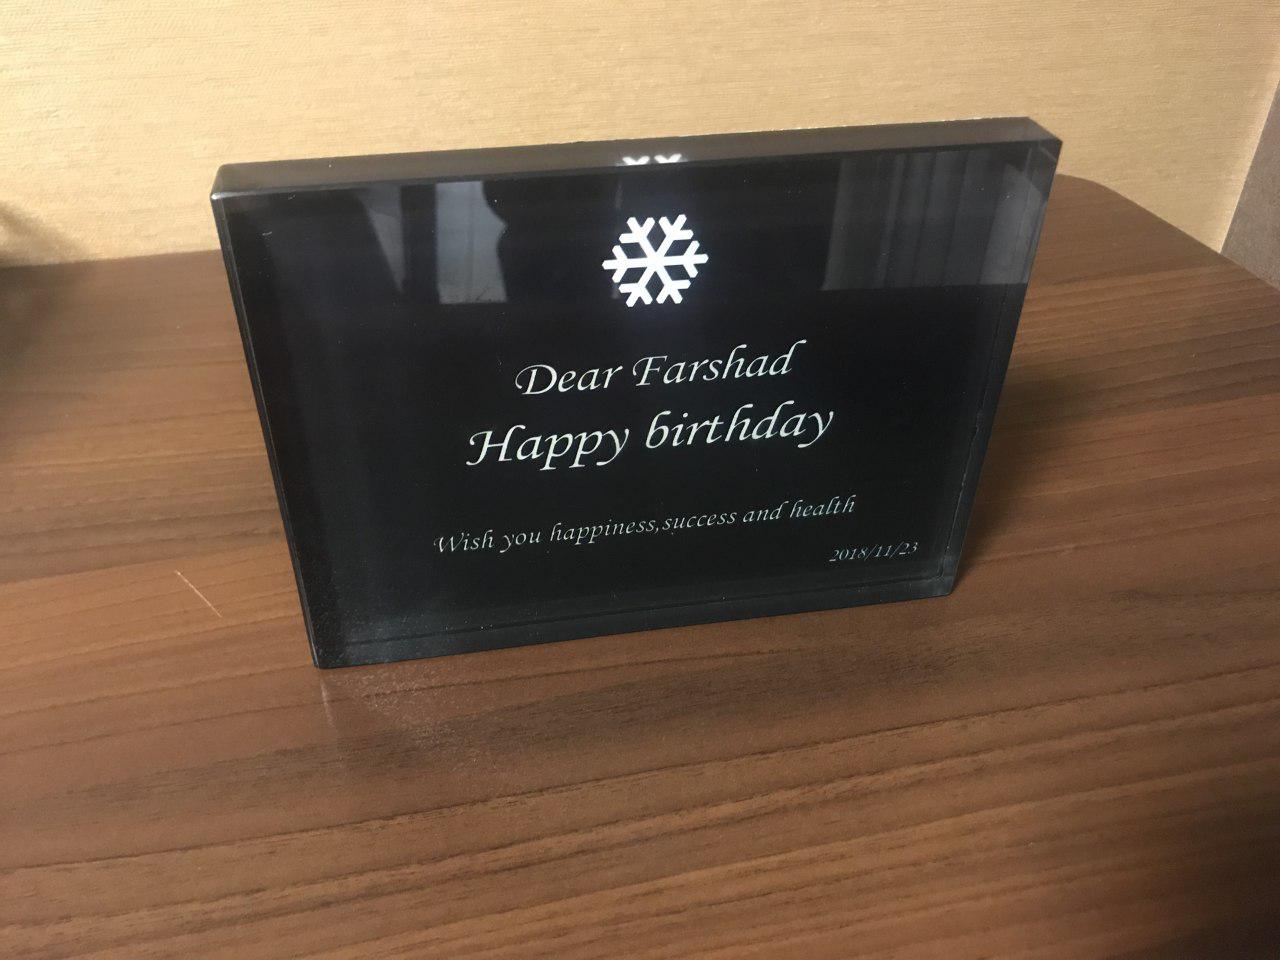 Dear Farshad
Happy birthday
Wish you happiness,success and health
2018/11/23